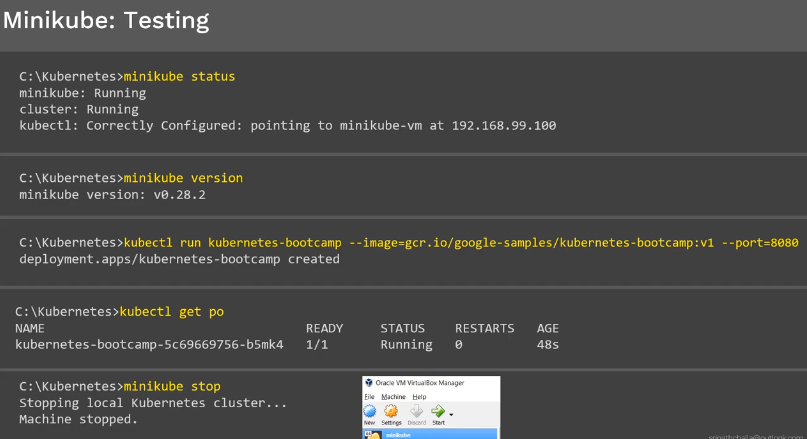 Minikube: Testing
C:\Kubernetes>minikube status
minikube: Running
cluster: Running
kubectl: Correctly Configured: pointing to minikube-vm at 192.168.99.100
C:\Kubernetes>minikube version
minikube version: v0.28.2
C:\Kubernetes>kubectl run kubernetes-bootcamp --image=gcr.io/google-samples/kubernetes-bootcamp:v1 --port=8080
deployment.apps/kubernetes-bootcamp created
C:\Kubernetes>kubectl get po
NAME READY STATUS RESTARTS AGE
kubernetes-bootcamp-5c69669756-b5mk4 1/1 Running 0 48s
C:\Kubernetes>minikube stop
Stopping local Kubernetes cluster...
Machine stopped.
Oracle VM VirtualBox Manager
File Machine Help
New Settings Discard Start
minikube